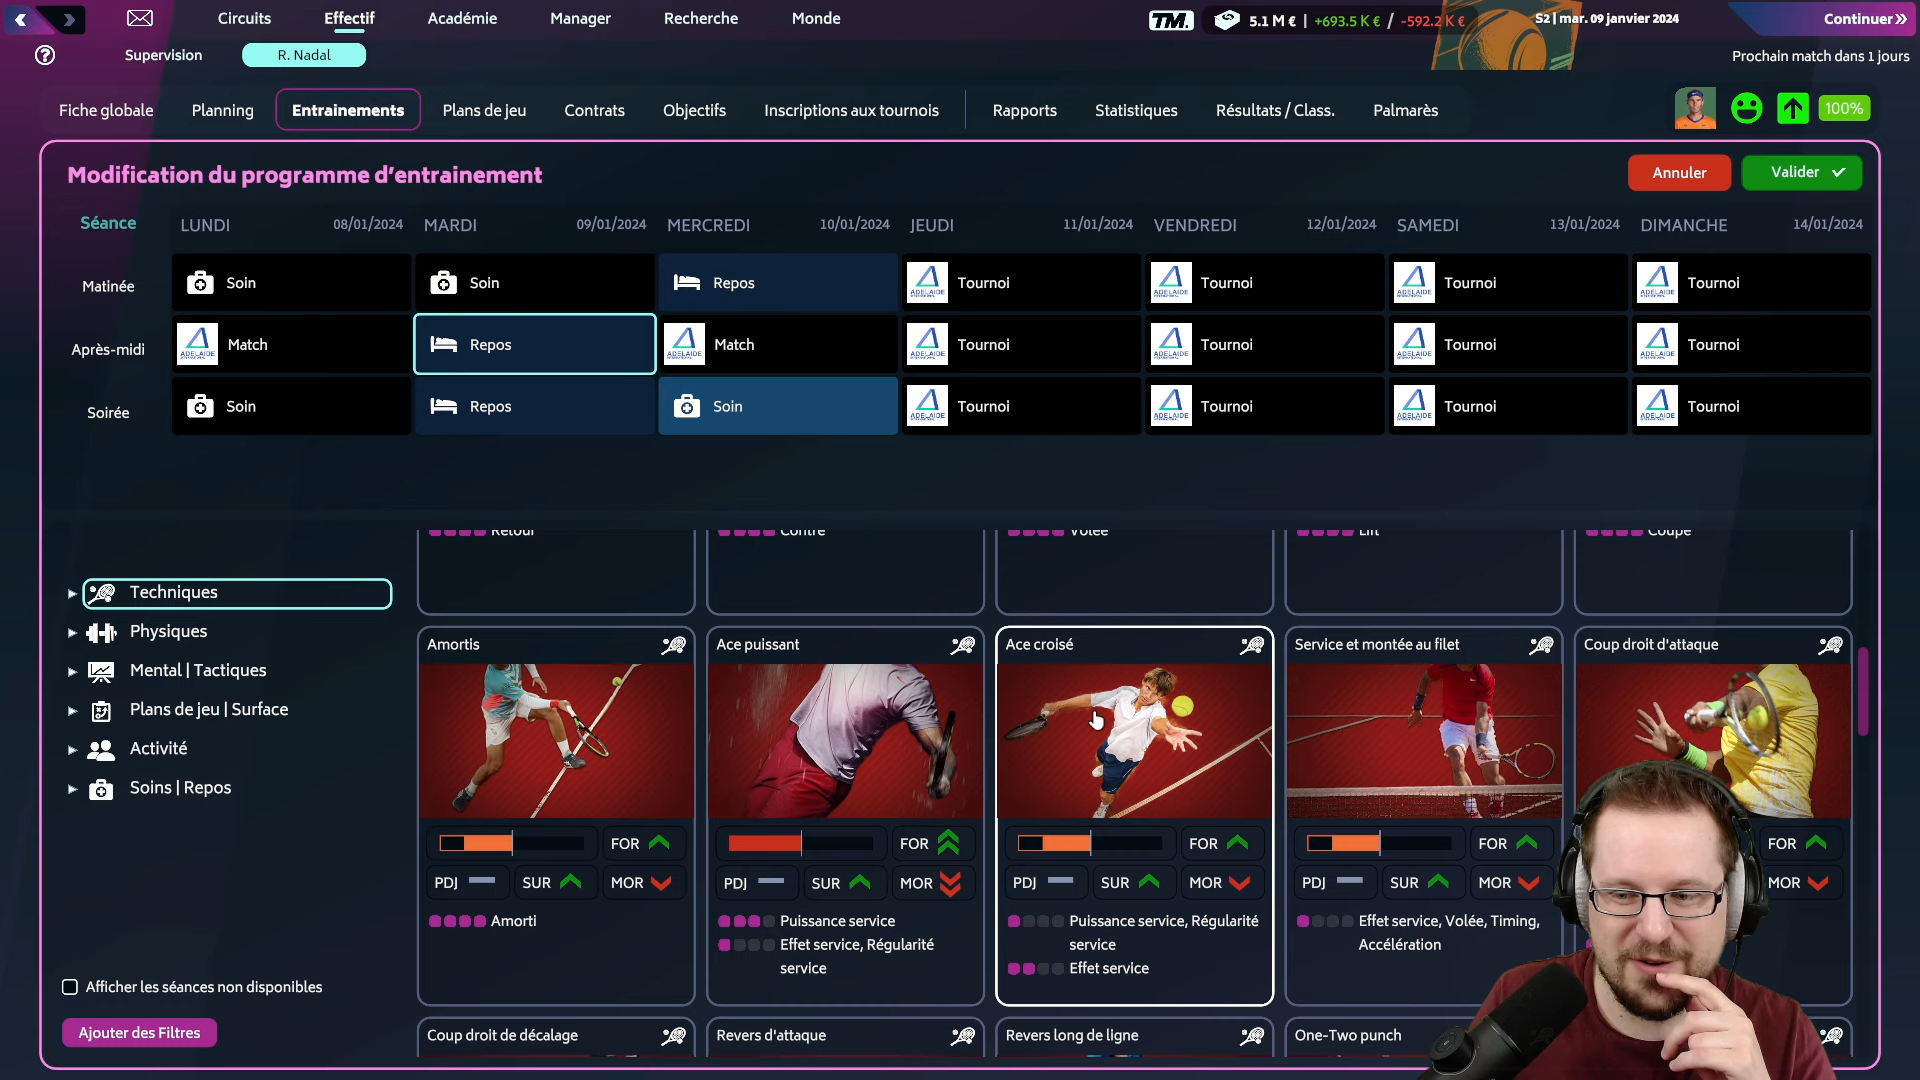 Circuits Effectif Académie Manager Recherche Monde TM. 5.1 M € | +693.5 K € / -592.2 K € S2 | mar. 09 janvier 2024 Continuer
Supervision R. Nadal Prochain match dans 1 jours
Fiche globale Planning Entrainements Plans de jeu Contrats Objectifs Inscriptions aux tournois Rapports Statistiques Résultats / Class. Palmarès 100%
Modification du programme d'entrainement Annuler Valider
Séance LUNDI 08/01/2024 MARDI 09/01/2024 MERCREDI 10/01/2024 JEUDI 11/01/2024 VENDREDI 12/01/2024 SAMEDI 13/01/2024 DIMANCHE 14/01/2024
Matinée Soin Soin Repos Tournoi Tournoi Tournoi Tournoi
Après-midi Match Repos Match Tournoi Tournoi Tournoi Tournoi
Soirée Soin Repos Soin Tournoi Tournoi Tournoi Tournoi
Retour Contre Volée Lift Coupé
Techniques
Physiques
Mental | Tactiques
Plans de jeu | Surface
Activité
Soins | Repos
Afficher les séances non disponibles
Ajouter des Filtres
Amortis
FOR
PDJ SUR MOR
Amorti
Ace puissant
FOR
PDJ SUR MOR
Puissance service
Effet service, Régularité
service
Ace croisé
FOR
PDJ SUR MOR
Puissance service, Régularité
service
Effet service
Service et montée au filet
FOR
PDJ SUR MOR
Effet service, Volée, Timing,
Accélération
Coup droit d'attaque
FOR
MOR
Coup droit de décalage Revers d'attaque Revers long de ligne One-Two punch